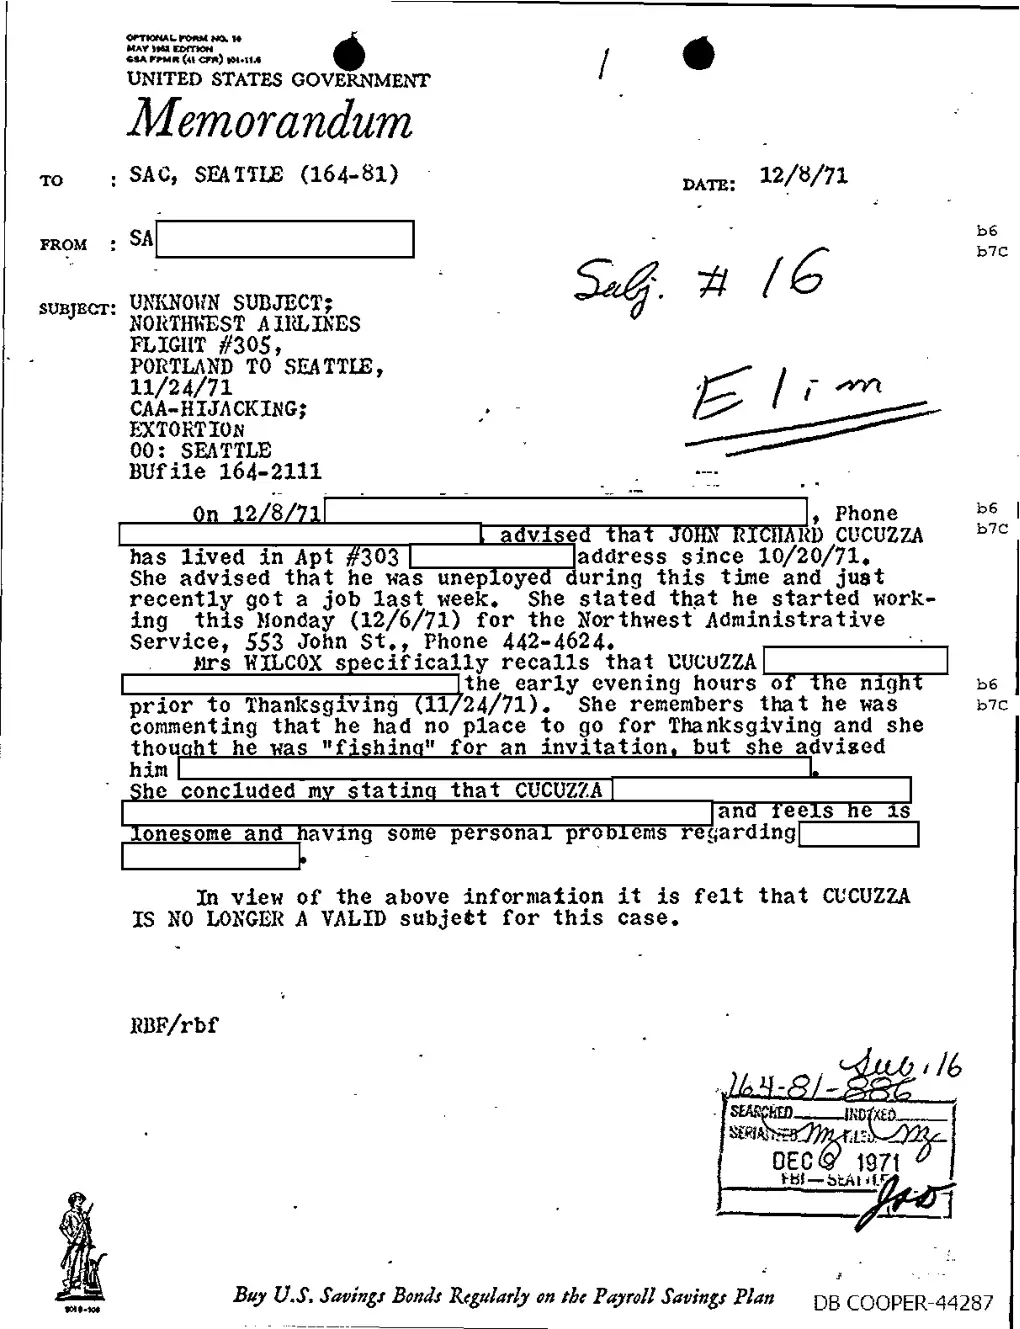 OPTIONAL FORM NO. 10
MAY 1962 EDITION
GSA FPMR (41 CFR) 101-11.6
UNITED STATES GOVERNMENT
Memorandum
1
TO : SAC, SEATTLE (164-81)
DATE: 12/8/71
FROM : SA
b6
b7C
Subj. # 16
Elim
SUBJECT: UNKNOWN SUBJECT;
NORTHWEST AIRLINES
FLIGHT #305,
PORTLAND TO SEATTLE,
11/24/71
CAA-HIJACKING;
EXTORTION
OO: SEATTLE
BUfile 164-2111
On 12/8/71 , Phone
b6
b7C
, advised that JOHN RICHARD CUCUZZA
has lived in Apt #303 address since 10/20/71.
She advised that he was uneployed during this time and just
recently got a job last week. She stated that he started work-
ing this Monday (12/6/71) for the Northwest Administrative
Service, 553 John St., Phone 442-4624.
Mrs WILCOX specifically recalls that CUCUZZA
the early evening hours of the night
b6
b7C
prior to Thanksgiving (11/24/71). She remembers that he was
commenting that he had no place to go for Thanksgiving and she
thought he was "fishing" for an invitation, but she advised
him .
She concluded my stating that CUCUZZA
and feels he is
lonesome and having some personal problems regarding
.
In view of the above information it is felt that CUCUZZA
IS NO LONGER A VALID subject for this case.
RBF/rbf
Sub. 16
164-81-886
SEARCHED INDEXED
SERIALIZED FILED
DEC 9 1971
FBI — SEATTLE
5010-108
Buy U.S. Savings Bonds Regularly on the Payroll Savings Plan
DB COOPER-44287